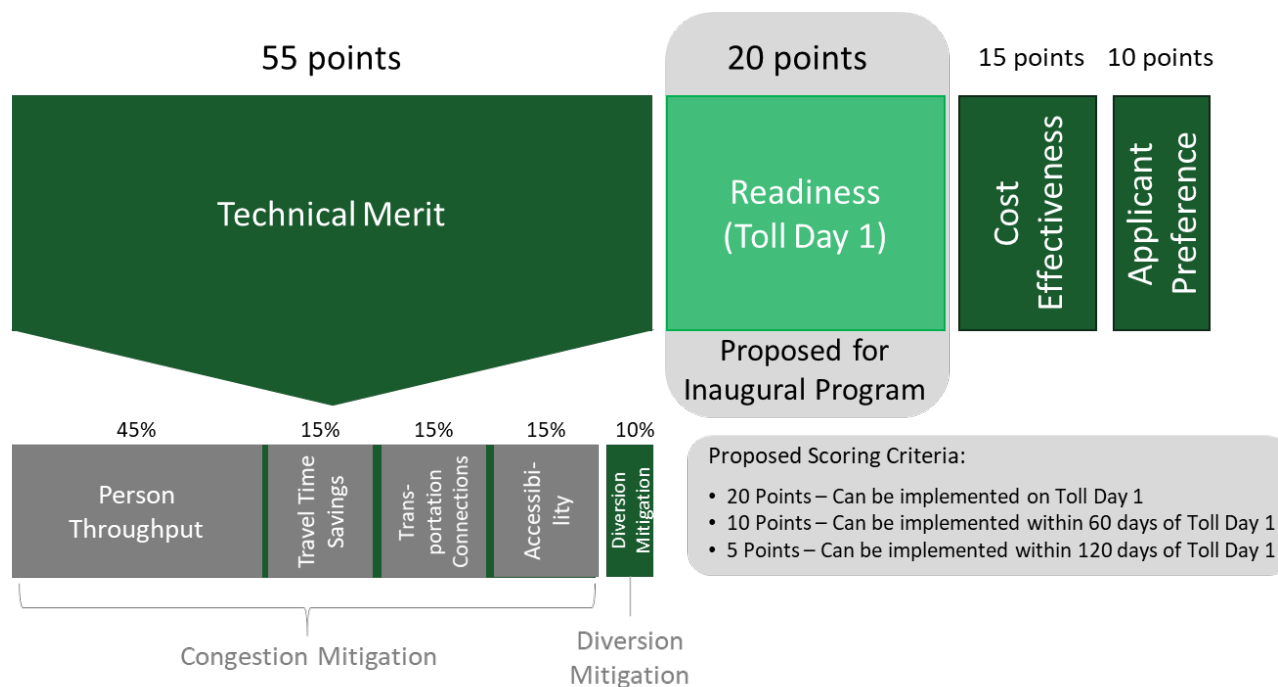 55 points
20 points
15 points
10 points
Technical Merit
Readiness
(Toll Day 1)
Cost
Effectiveness
Applicant
Preference
Proposed for
Inaugural Program
45%
15%
15%
15%
10%
Person
Throughput
Travel Time
Savings
Trans-
portation
Connections
Accessibi-
lity
Diversion
Mitigation
Proposed Scoring Criteria:
• 20 Points – Can be implemented on Toll Day 1
• 10 Points – Can be implemented within 60 days of Toll Day 1
• 5 Points – Can be implemented within 120 days of Toll Day 1
Congestion Mitigation
Diversion
Mitigation